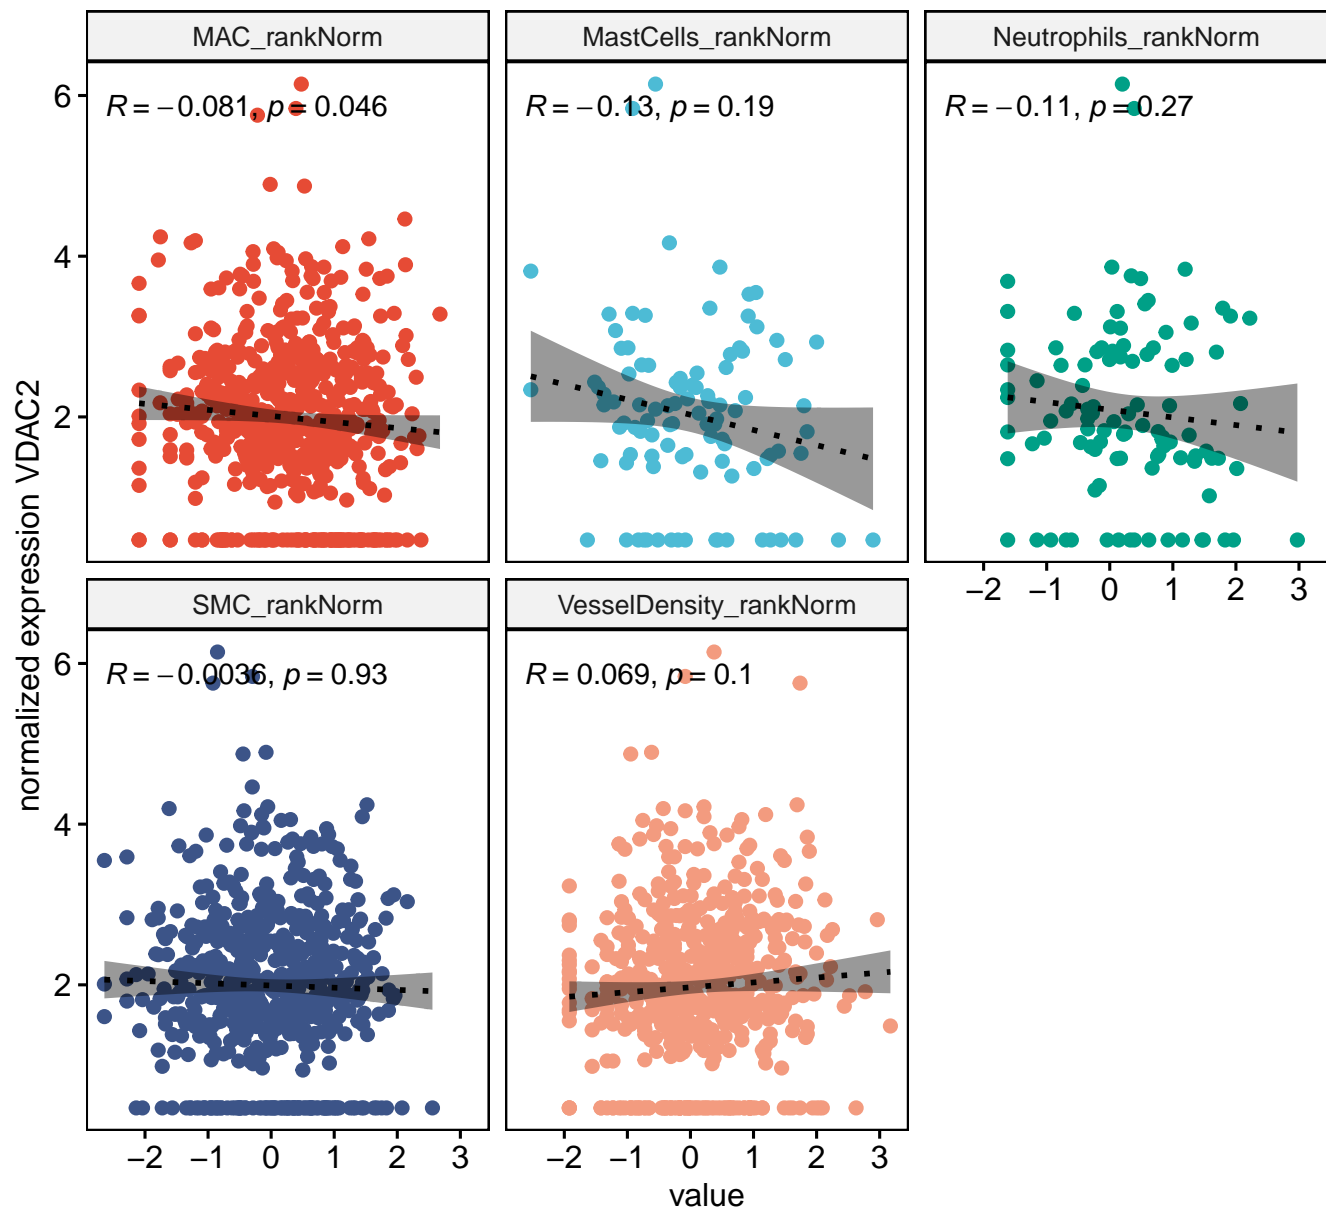 MAC_rankNorm
MastCells_rankNorm
Neutrophils_rankNorm
R = −0.081, p = 0.046
R = −0.13, p = 0.19
R = −0.11, p = 0.27
6
4
2
−2 −1 0 1 2 3
SMC_rankNorm
VesselDensity_rankNorm
R = −0.0036, p = 0.93
R = 0.069, p = 0.1
6
4
2
−2 −1 0 1 2 3
−2 −1 0 1 2 3
value
normalized expression VDAC2